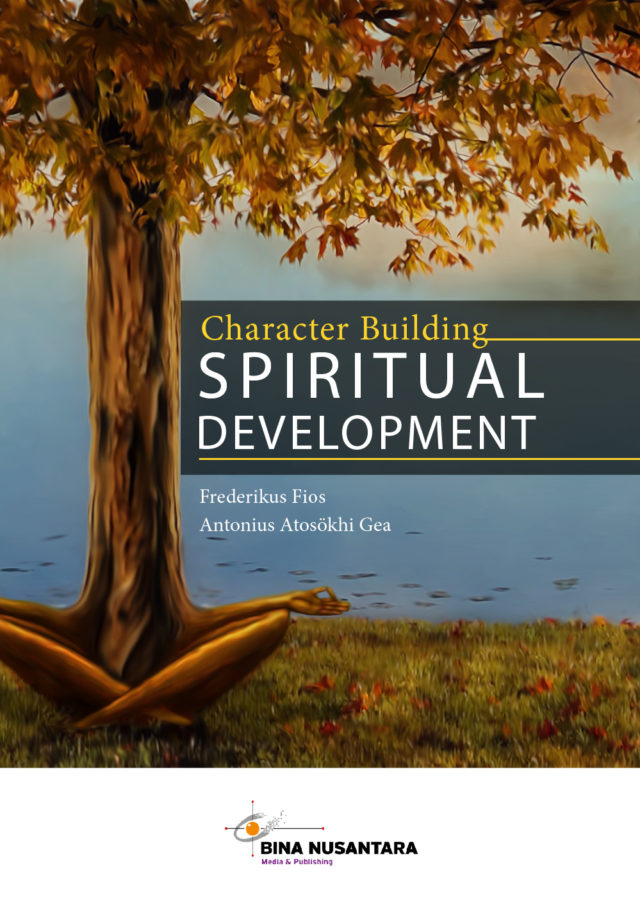 Character Building
SPIRITUAL
DEVELOPMENT
Frederikus Fios
Antonius Atosökhi Gea
BINA NUSANTARA
Media & Publishing